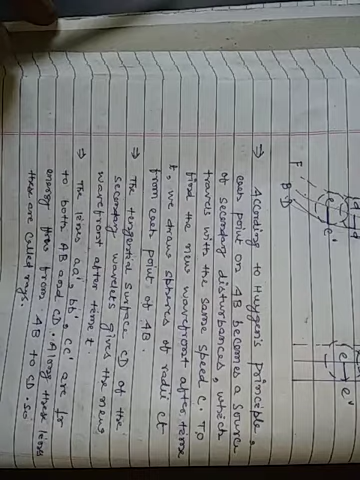 d d
e e'
F B D
e e'
⇒ According to Huygen's principle,
each point on AB becomes a source
of secondary disturbances, which
travels with the same speed c. To
find the new wavefront after time
t, we draw spheres of radii ct
from each point of AB.
⇒ The tengential surface CD of the
secondary wavelets gives the new
wavefront after time t.
⇒ The lines aa', bb', cc' are
to both AB and CD. Along these lines
energy from AB to CD. So
these are called rays.